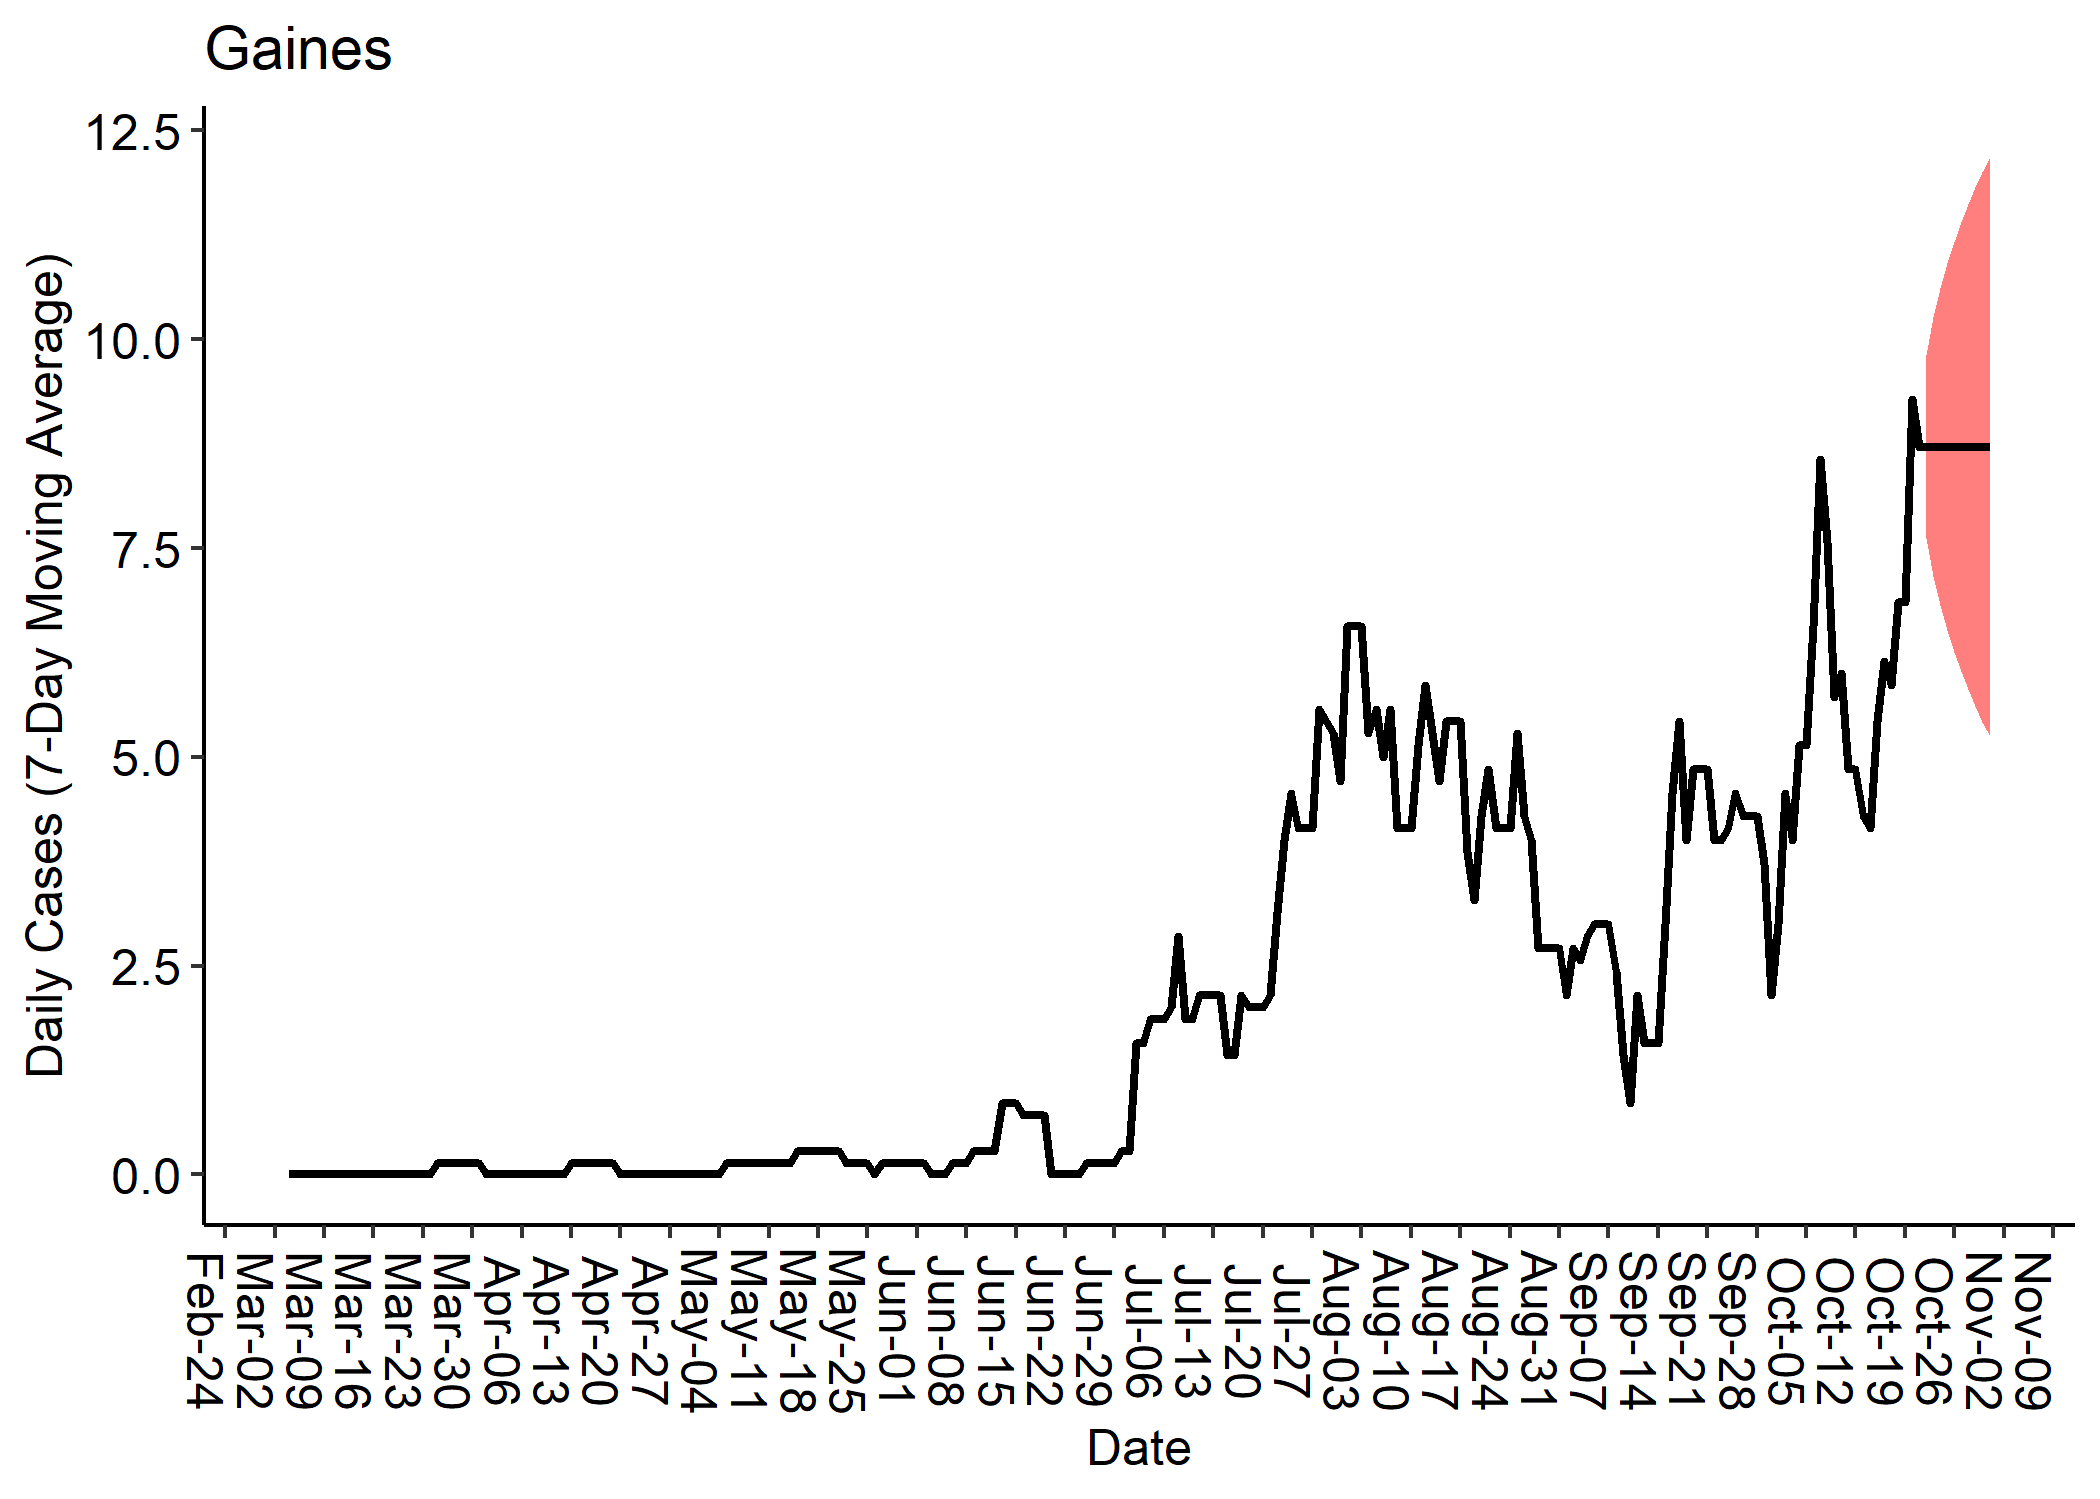 Gaines
Daily Cases (7-Day Moving Average)
12.5
10.0
7.5
5.0
2.5
0.0
Feb-24
Mar-02
Mar-09
Mar-16
Mar-23
Mar-30
Apr-06
Apr-13
Apr-20
Apr-27
May-04
May-11
May-18
May-25
Jun-01
Jun-08
Jun-15
Jun-22
Jun-29
Jul-06
Jul-13
Jul-20
Jul-27
Aug-03
Aug-10
Aug-17
Aug-24
Aug-31
Sep-07
Sep-14
Sep-21
Sep-28
Oct-05
Oct-12
Oct-19
Oct-26
Nov-02
Nov-09
Date